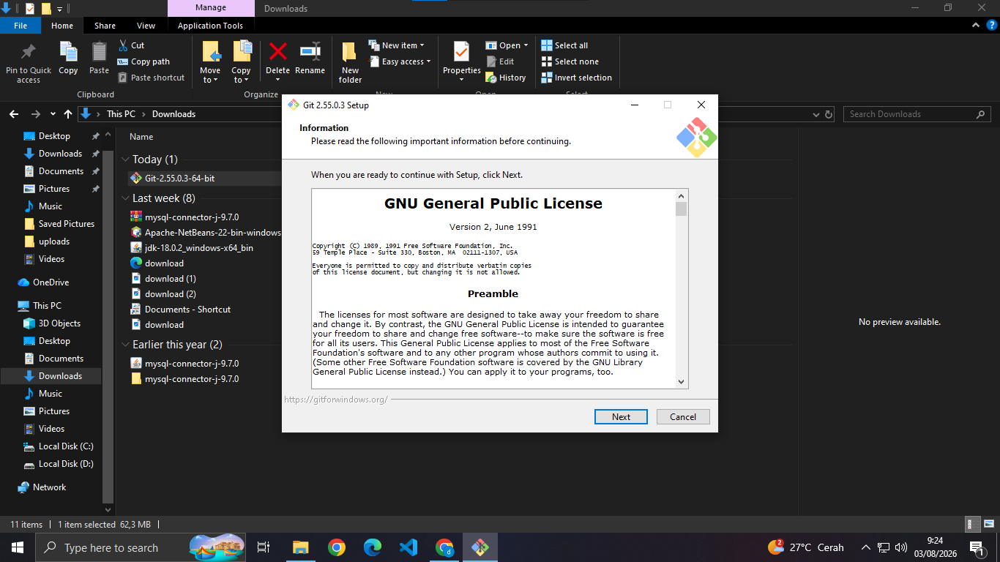 Manage
Downloads
File
Home
Share
View
Application Tools
Pin to Quick access
Copy
Paste
Cut
Copy path
Paste shortcut
Clipboard
Move to
Copy to
Delete
Rename
Organize
New folder
New item
Easy access
New
Properties
Open
Edit
History
Open
Select all
Select none
Invert selection
Select
This PC
Downloads
Search Downloads
Desktop
Downloads
Documents
Pictures
Music
Saved Pictures
uploads
Videos
OneDrive
This PC
3D Objects
Desktop
Documents
Downloads
Music
Pictures
Videos
Local Disk (C:)
Local Disk (D:)
Network
Name
Today (1)
Git-2.55.0.3-64-bit
Last week (8)
mysql-connector-j-9.7.0
Apache-NetBeans-22-bin-windows
jdk-18.0.2_windows-x64_bin
download
download (1)
download (2)
Documents - Shortcut
download
Earlier this year (2)
mysql-connector-j-9.7.0
mysql-connector-j-9.7.0
Git 2.55.0.3 Setup
Information
Please read the following important information before continuing.
When you are ready to continue with Setup, click Next.
GNU General Public License
Version 2, June 1991
Copyright (C) 1989, 1991 Free Software Foundation, Inc.
59 Temple Place - Suite 330, Boston, MA  02111-1307, USA
Everyone is permitted to copy and distribute verbatim copies
of this license document, but changing it is not allowed.
Preamble
The licenses for most software are designed to take away your freedom to share
and change it. By contrast, the GNU General Public License is intended to guarantee
your freedom to share and change free software--to make sure the software is free
for all its users. This General Public License applies to most of the Free Software
Foundation's software and to any other program whose authors commit to using it.
(Some other Free Software Foundation software is covered by the GNU Library
General Public License instead.) You can apply it to your programs, too.
https://gitforwindows.org/
Next
Cancel
No preview available.
11 items
1 item selected
62,3 MB
Type here to search
2
27°C
Cerah
9:24
03/08/2026
1